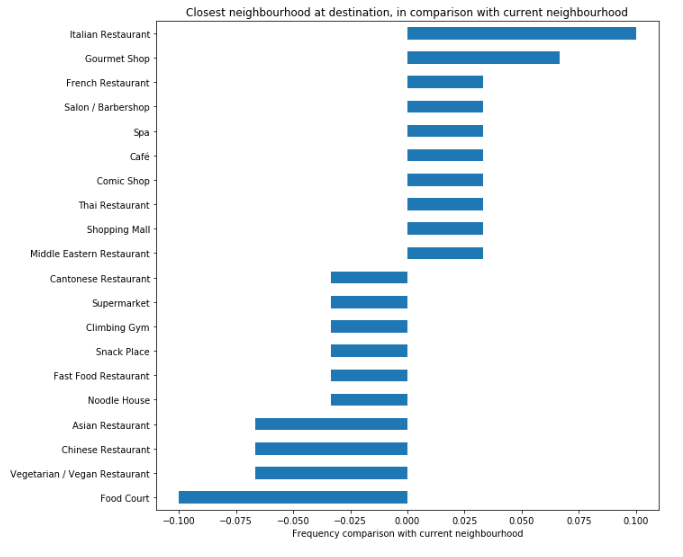 Closest neighbourhood at destination, in comparison with current neighbourhood
Italian Restaurant
Gourmet Shop
French Restaurant
Salon / Barbershop
Spa
Café
Comic Shop
Thai Restaurant
Shopping Mall
Middle Eastern Restaurant
Cantonese Restaurant
Supermarket
Climbing Gym
Snack Place
Fast Food Restaurant
Noodle House
Asian Restaurant
Chinese Restaurant
Vegetarian / Vegan Restaurant
Food Court
−0.100 −0.075 −0.050 −0.025 0.000 0.025 0.050 0.075 0.100
Frequency comparison with current neighbourhood